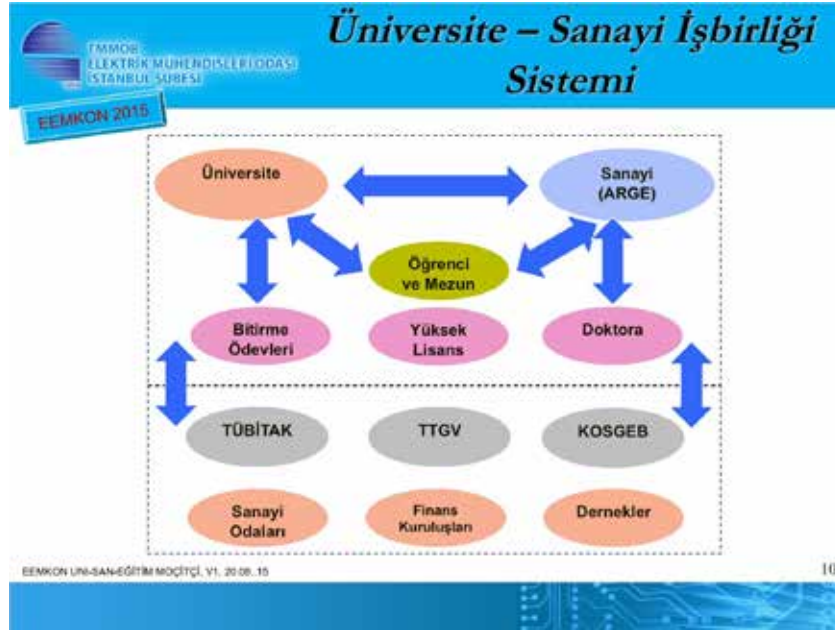 Üniversite – Sanayi İşbirliği
Sistemi
TMMOB
ELEKTRİK MÜHENDİSLERİ ODASI
İSTANBUL ŞUBESİ
EEMKON 2015
Üniversite
Sanayi
(ARGE)
Öğrenci
ve Mezun
Bitirme
Ödevleri
Yüksek
Lisans
Doktora
TÜBİTAK
TTGV
KOSGEB
Sanayi
Odaları
Finans
Kuruluşları
Dernekler
EEMKON UNI-SAN-EĞİTİM MOÇİTÇİ, V1, 20.08..15
10